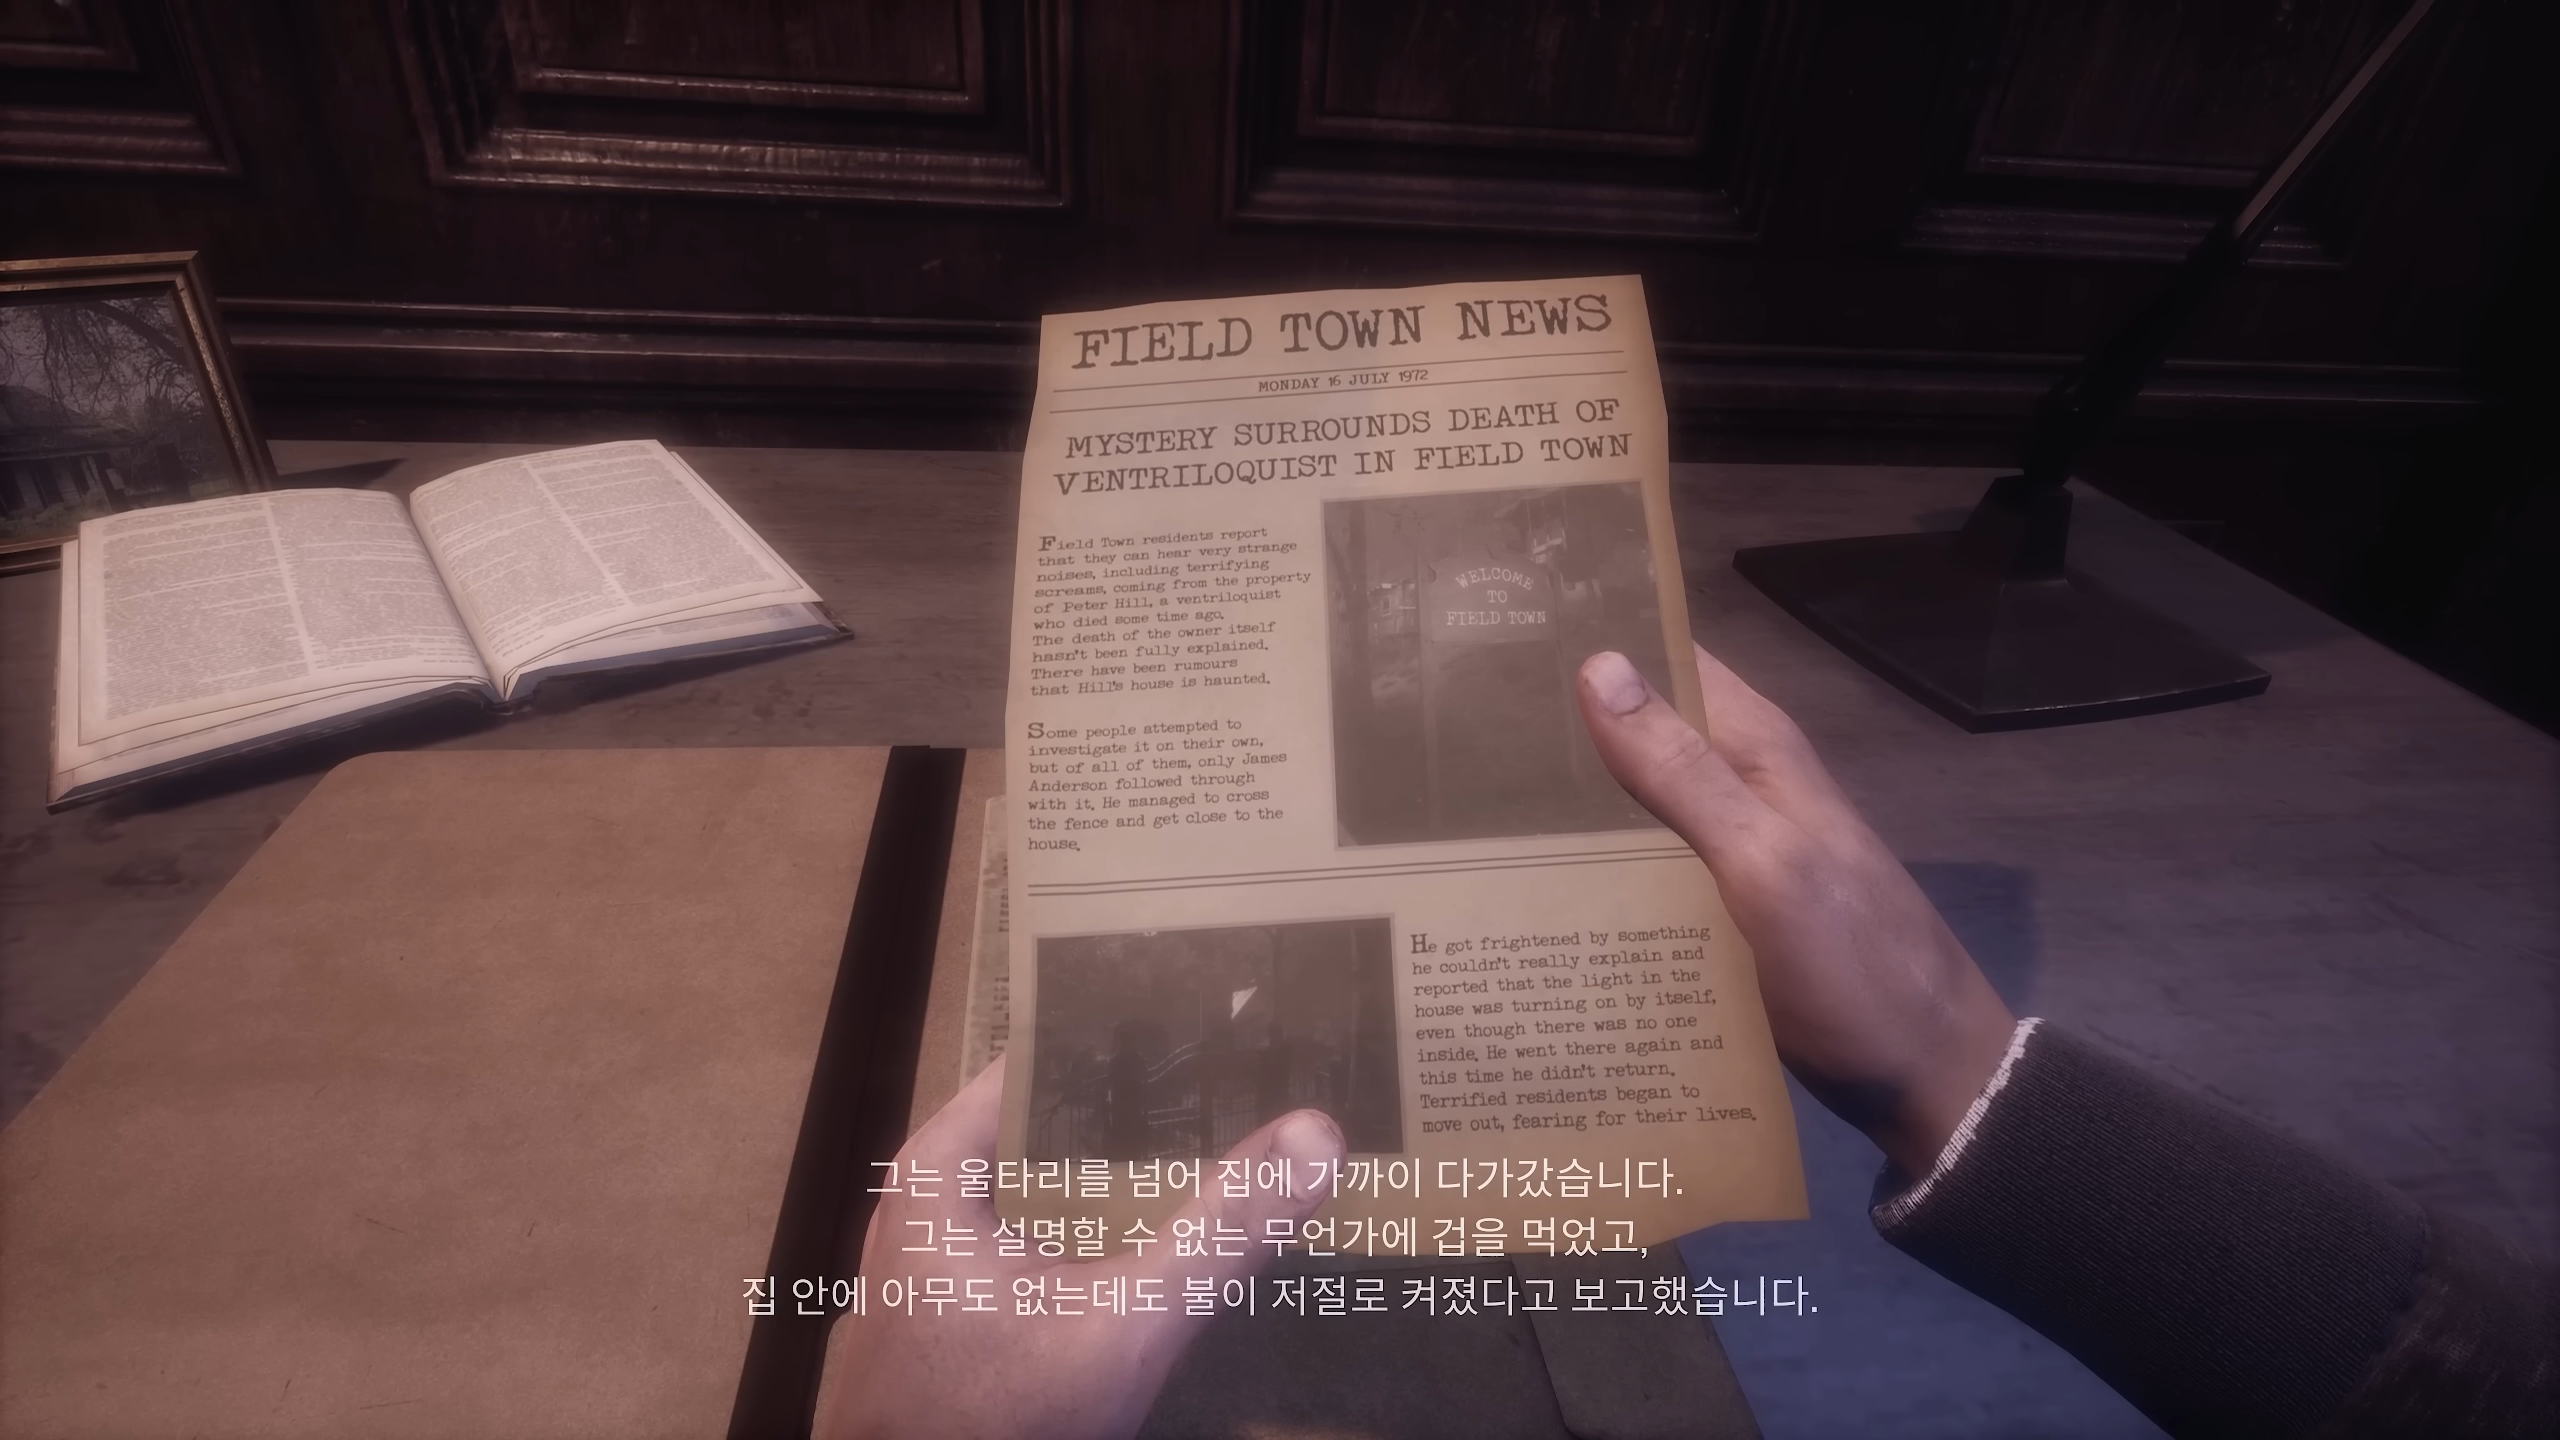 FIELD TOWN NEWS
MONDAY 16 JULY 1972
MYSTERY SURROUNDS DEATH OF
VENTRILOQUIST IN FIELD TOWN
Field Town residents report
that they can hear very strange
noises, including terrifying
screams, coming from the property
of Peter Hill, a ventriloquist
who died some time ago.
The death of the owner itself
hasn't been fully explained.
There have been rumours
that Hill's house is haunted.
WELCOME
TO
FIELD TOWN
Some people attempted to
investigate it on their own,
but of all of them, only James
Anderson followed through
with it. He managed to cross
the fence and get close to the
house.
He got frightened by something
he couldn't really explain and
reported that the light in the
house was turning on by itself,
even though there was no one
inside. He went there again and
this time he didn't return.
Terrified residents began to
move out, fearing for their lives.
그는 울타리를 넘어 집에 가까이 다가갔습니다.
그는 설명할 수 없는 무언가에 겁을 먹었고,
집 안에 아무도 없는데도 불이 저절로 켜졌다고 보고했습니다.